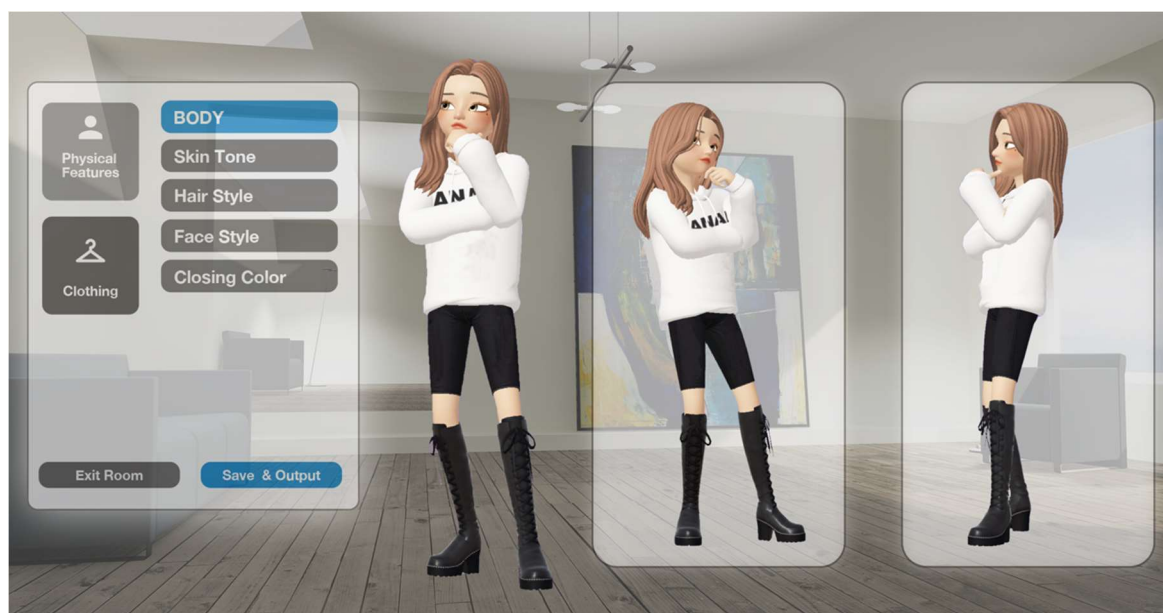 Physical
Features
Clothing
BODY
Skin Tone
Hair Style
Face Style
Closing Color
Exit Room
Save & Output